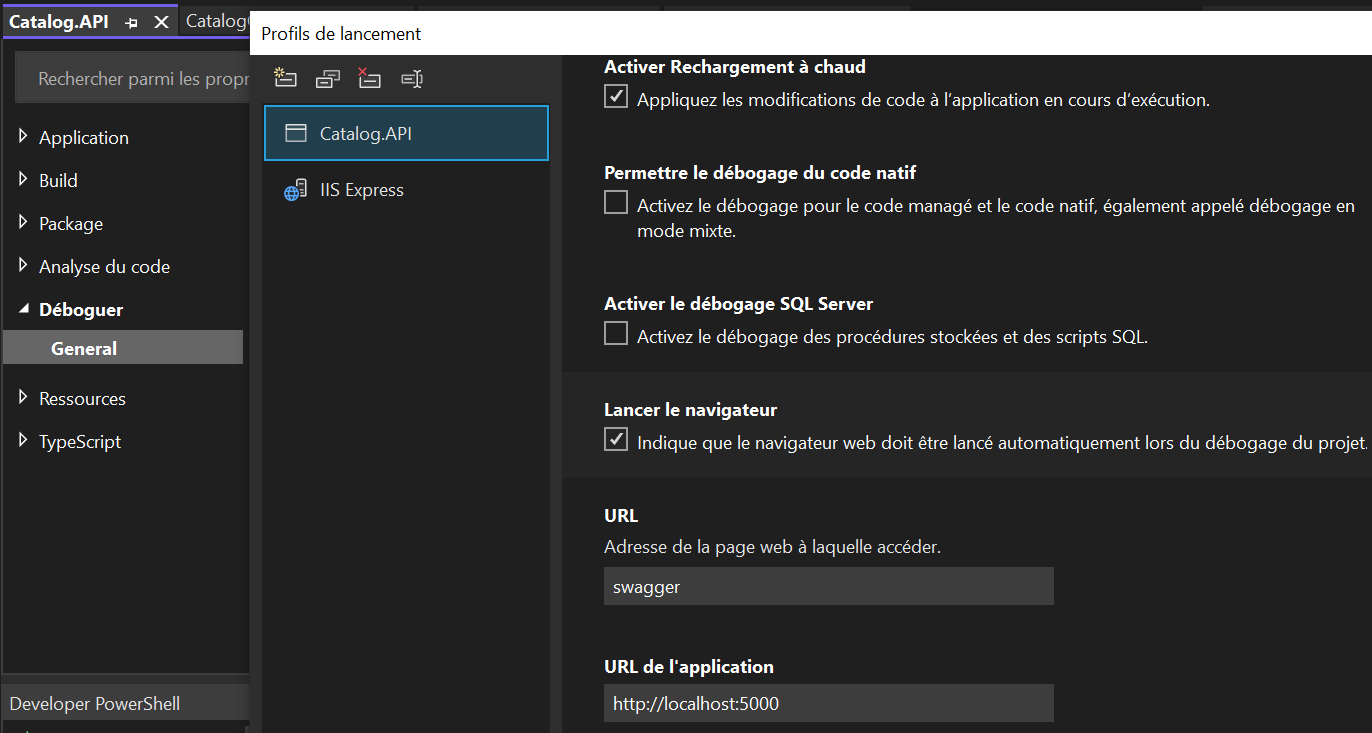 Catalog.API
Catalog
Profils de lancement
Rechercher parmi les propr
Application
Build
Package
Analyse du code
Déboguer
General
Ressources
TypeScript
Developer PowerShell
Catalog.API
IIS Express
Activer Rechargement à chaud
Appliquez les modifications de code à l’application en cours d’exécution.
Permettre le débogage du code natif
Activez le débogage pour le code managé et le code natif, également appelé débogage en
mode mixte.
Activer le débogage SQL Server
Activez le débogage des procédures stockées et des scripts SQL.
Lancer le navigateur
Indique que le navigateur web doit être lancé automatiquement lors du débogage du projet.
URL
Adresse de la page web à laquelle accéder.
swagger
URL de l'application
http://localhost:5000